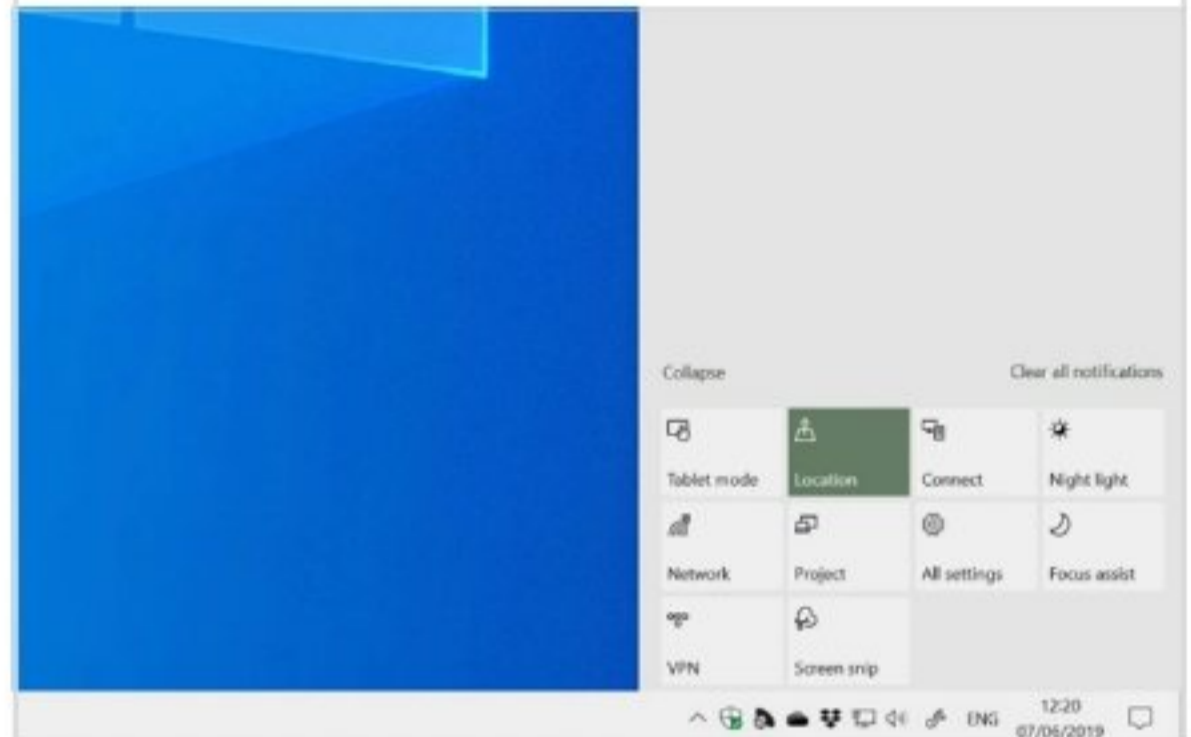 Collapse Clear all notifications
Tablet mode Location Connect Night light
Network Project All settings Focus assist
VPN Screen snip
ENG 12:20
07/06/2019